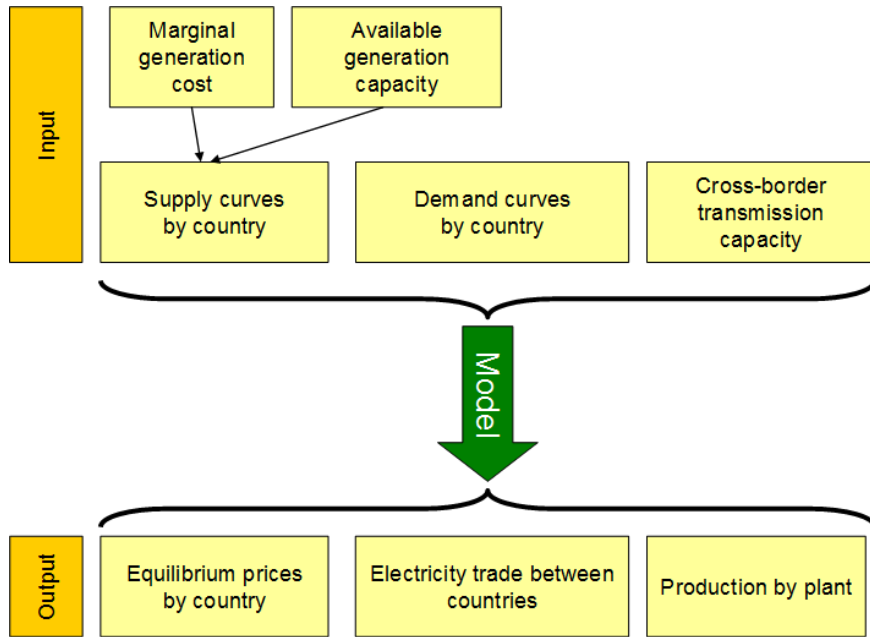 Input
Marginal
generation
cost
Available
generation
capacity
Supply curves
by country
Demand curves
by country
Cross-border
transmission
capacity
Model
Output
Equilibrium prices
by country
Electricity trade between
countries
Production by plant